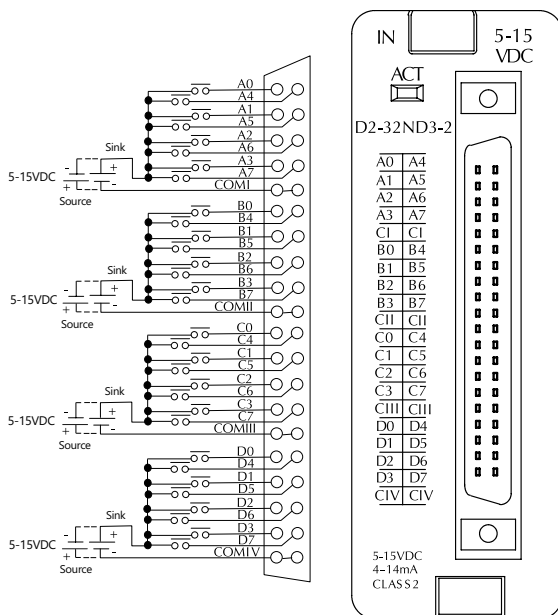 A0
A4
A1
A5
A2
A6
A3
A7
COMI
Sink
- - +
5-15VDC
+ + -
Source
B0
B4
B1
B5
B2
B6
B3
B7
COMII
Sink
- - +
5-15VDC
+ + -
Source
C0
C4
C1
C5
C2
C6
C3
C7
COMIII
Sink
- - +
5-15VDC
+ + -
Source
D0
D4
D1
D5
D2
D6
D3
D7
COMIV
Sink
- - +
5-15VDC
+ + -
Source
IN 5-15
VDC
ACT
D2-32ND3-2
A0 A4
A1 A5
A2 A6
A3 A7
CI CI
B0 B4
B1 B5
B2 B6
B3 B7
CII CII
C0 C4
C1 C5
C2 C6
C3 C7
CIII CIII
D0 D4
D1 D5
D2 D6
D3 D7
CIV CIV
5-15VDC
4-14mA
CLASS2